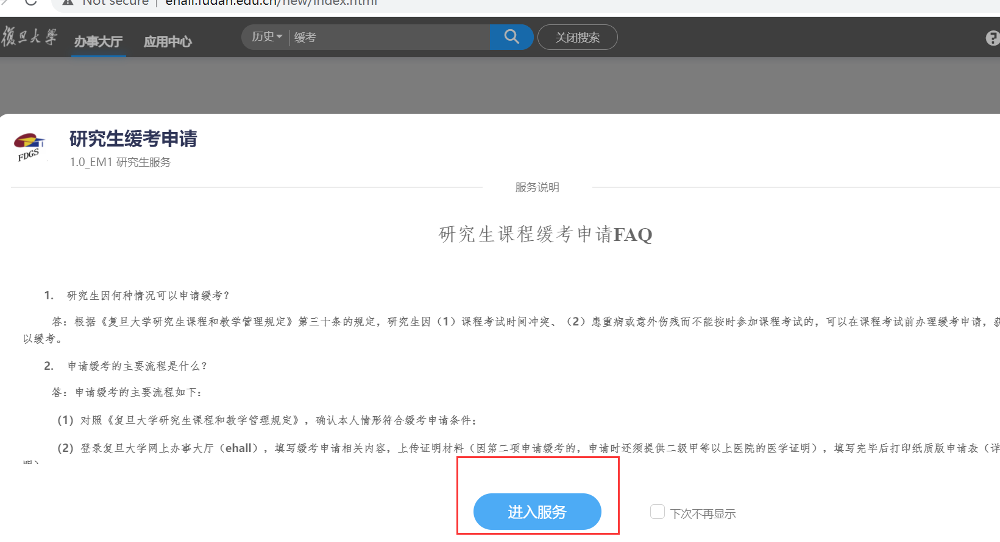 Not secure | ehall.fudan.edu.cn/new/index.html
復旦大學 办事大厅 应用中心 历史 缓考 关闭搜索
FDGS
研究生缓考申请
1.0_EM1 研究生服务
服务说明
研究生课程缓考申请FAQ
1. 研究生因何种情况可以申请缓考？
答：根据《复旦大学研究生课程和教学管理规定》第三十条的规定，研究生因（1）课程考试时间冲突、（2）患重病或意外伤残而不能按时参加课程考试的，可以在课程考试前办理缓考申请，获
以缓考。
2. 申请缓考的主要流程是什么？
答：申请缓考的主要流程如下：
（1）对照《复旦大学研究生课程和教学管理规定》，确认本人情形符合缓考申请条件；
（2）登录复旦大学网上办事大厅（ehall），填写缓考申请相关内容，上传证明材料（因第二项申请缓考的，申请时还须提供二级甲等以上医院的医学证明），填写完毕后打印纸质版申请表（详
进入服务
下次不再显示